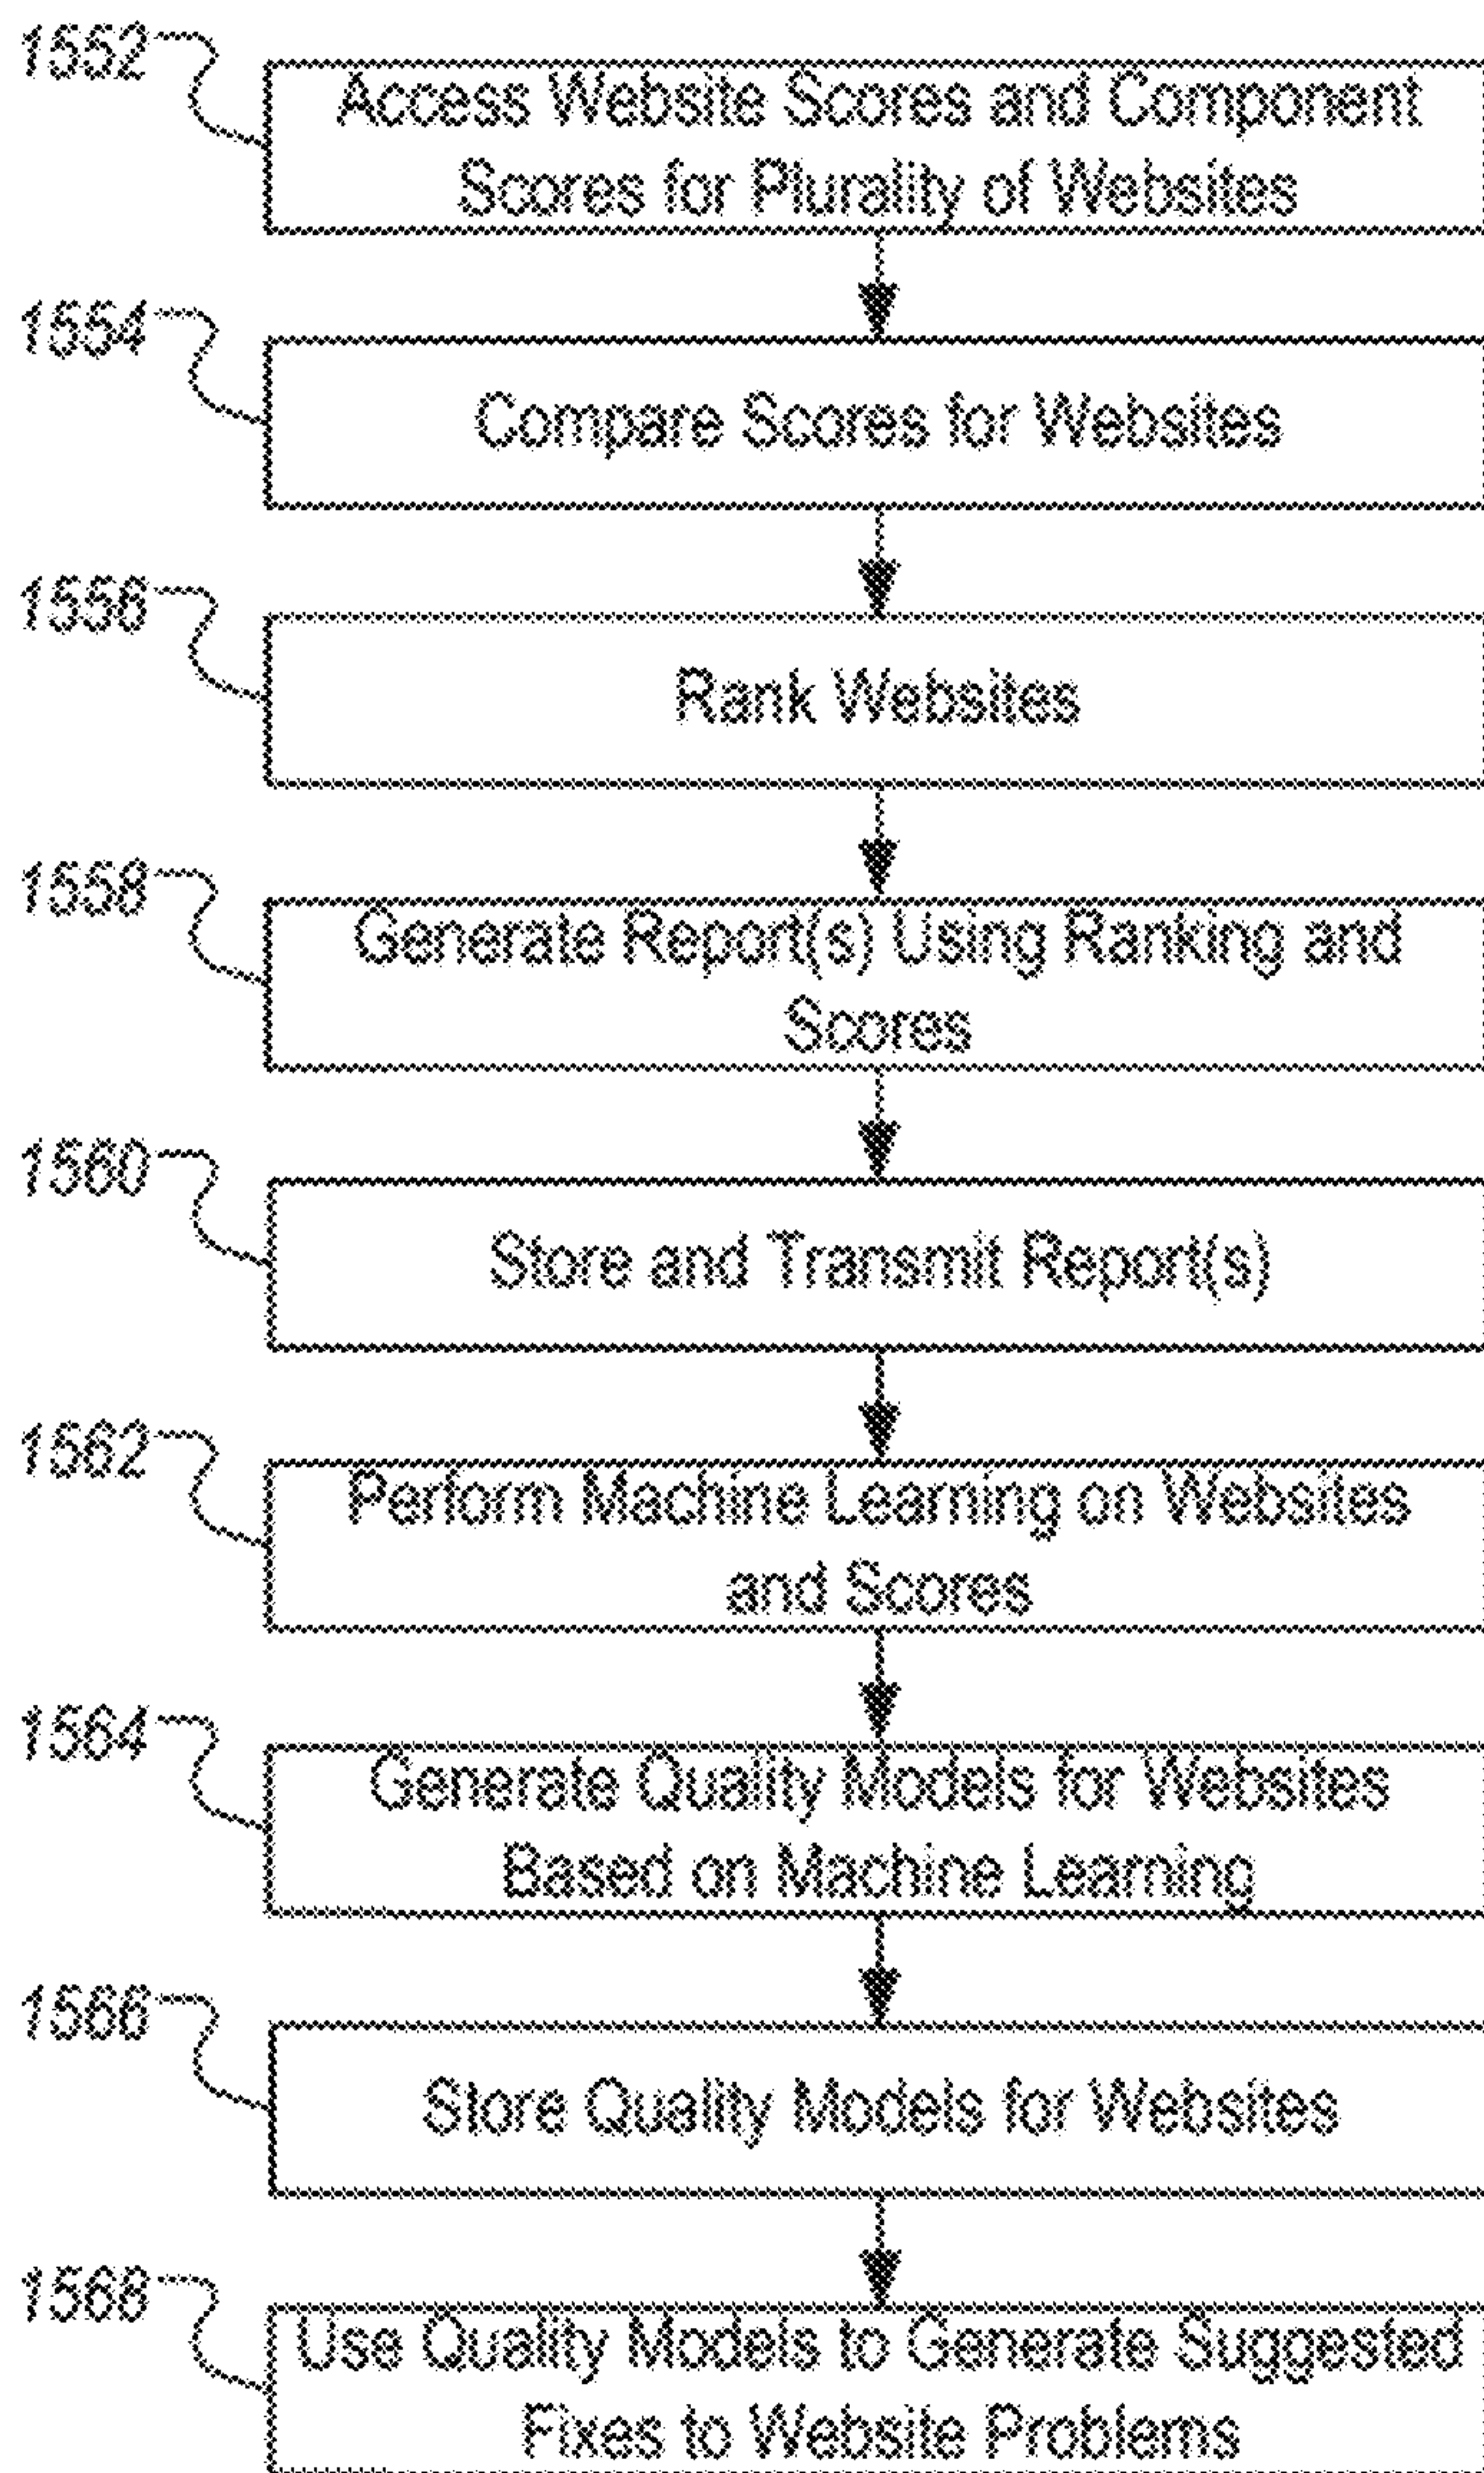 1552
Access Website Scores and Component
Scores for Plurality of Websites
1554
Compare Scores for Websites
1556
Rank Websites
1558
Generate Report(s) Using Ranking and
Scores
1560
Store and Transmit Report(s)
1562
Perform Machine Learning on Websites
and Scores
1564
Generate Quality Models for Websites
Based on Machine Learning
1566
Store Quality Models for Websites
1568
Use Quality Models to Generate Suggested
Fixes to Website Problems